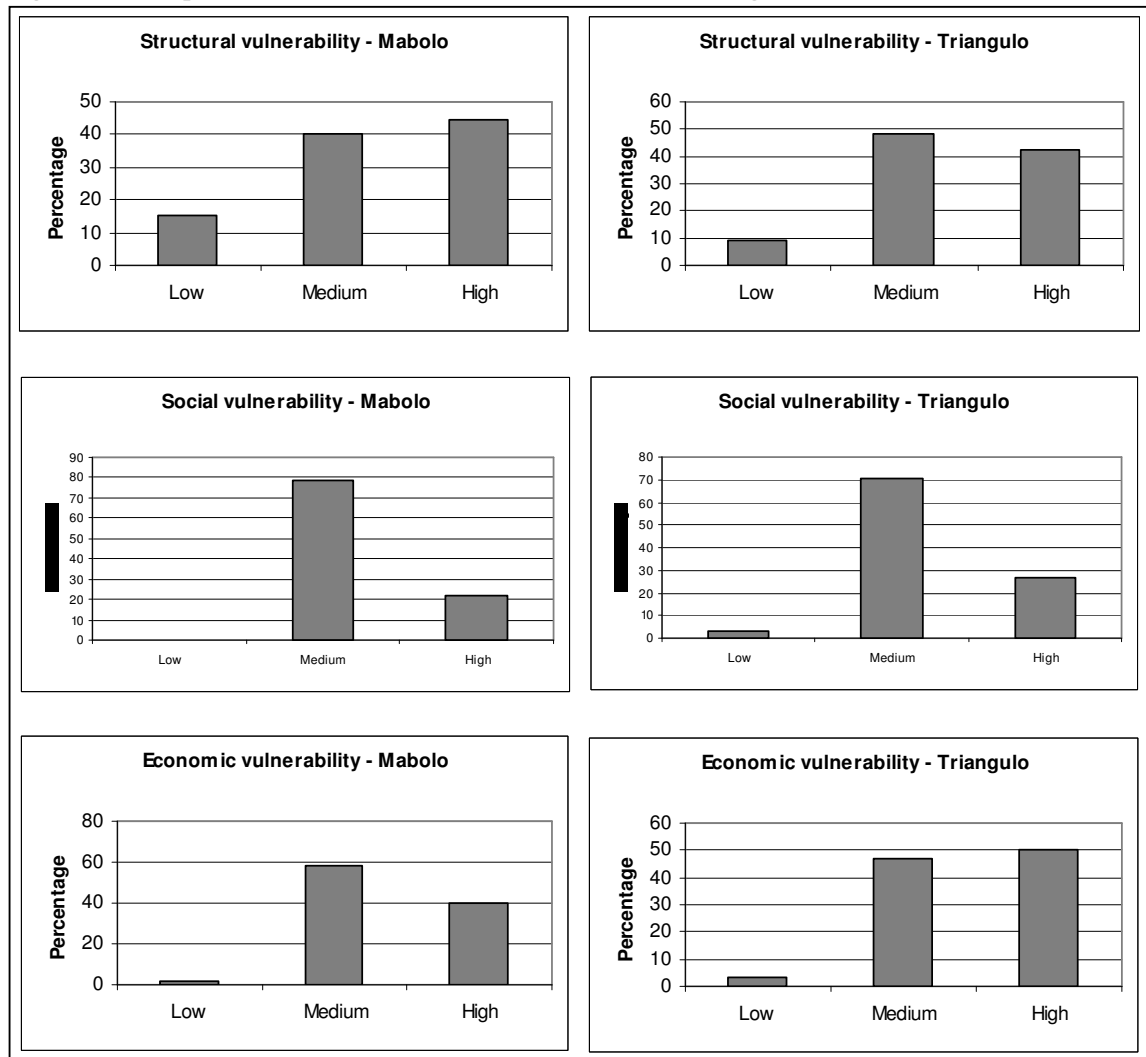 Structural vulnerability - Mabolo
Percentage
50
40
30
20
10
0
Low Medium High
Structural vulnerability - Triangulo
Percentage
60
50
40
30
20
10
0
Low Medium High
Social vulnerability - Mabolo
90
80
70
60
50
40
30
20
10
0
Low Medium High
Social vulnerability - Triangulo
80
70
60
50
40
30
20
10
0
Low Medium High
Economic vulnerability - Mabolo
Percentage
80
60
40
20
0
Low Medium High
Economic vulnerability - Triangulo
Percentage
60
50
40
30
20
10
0
Low Medium High